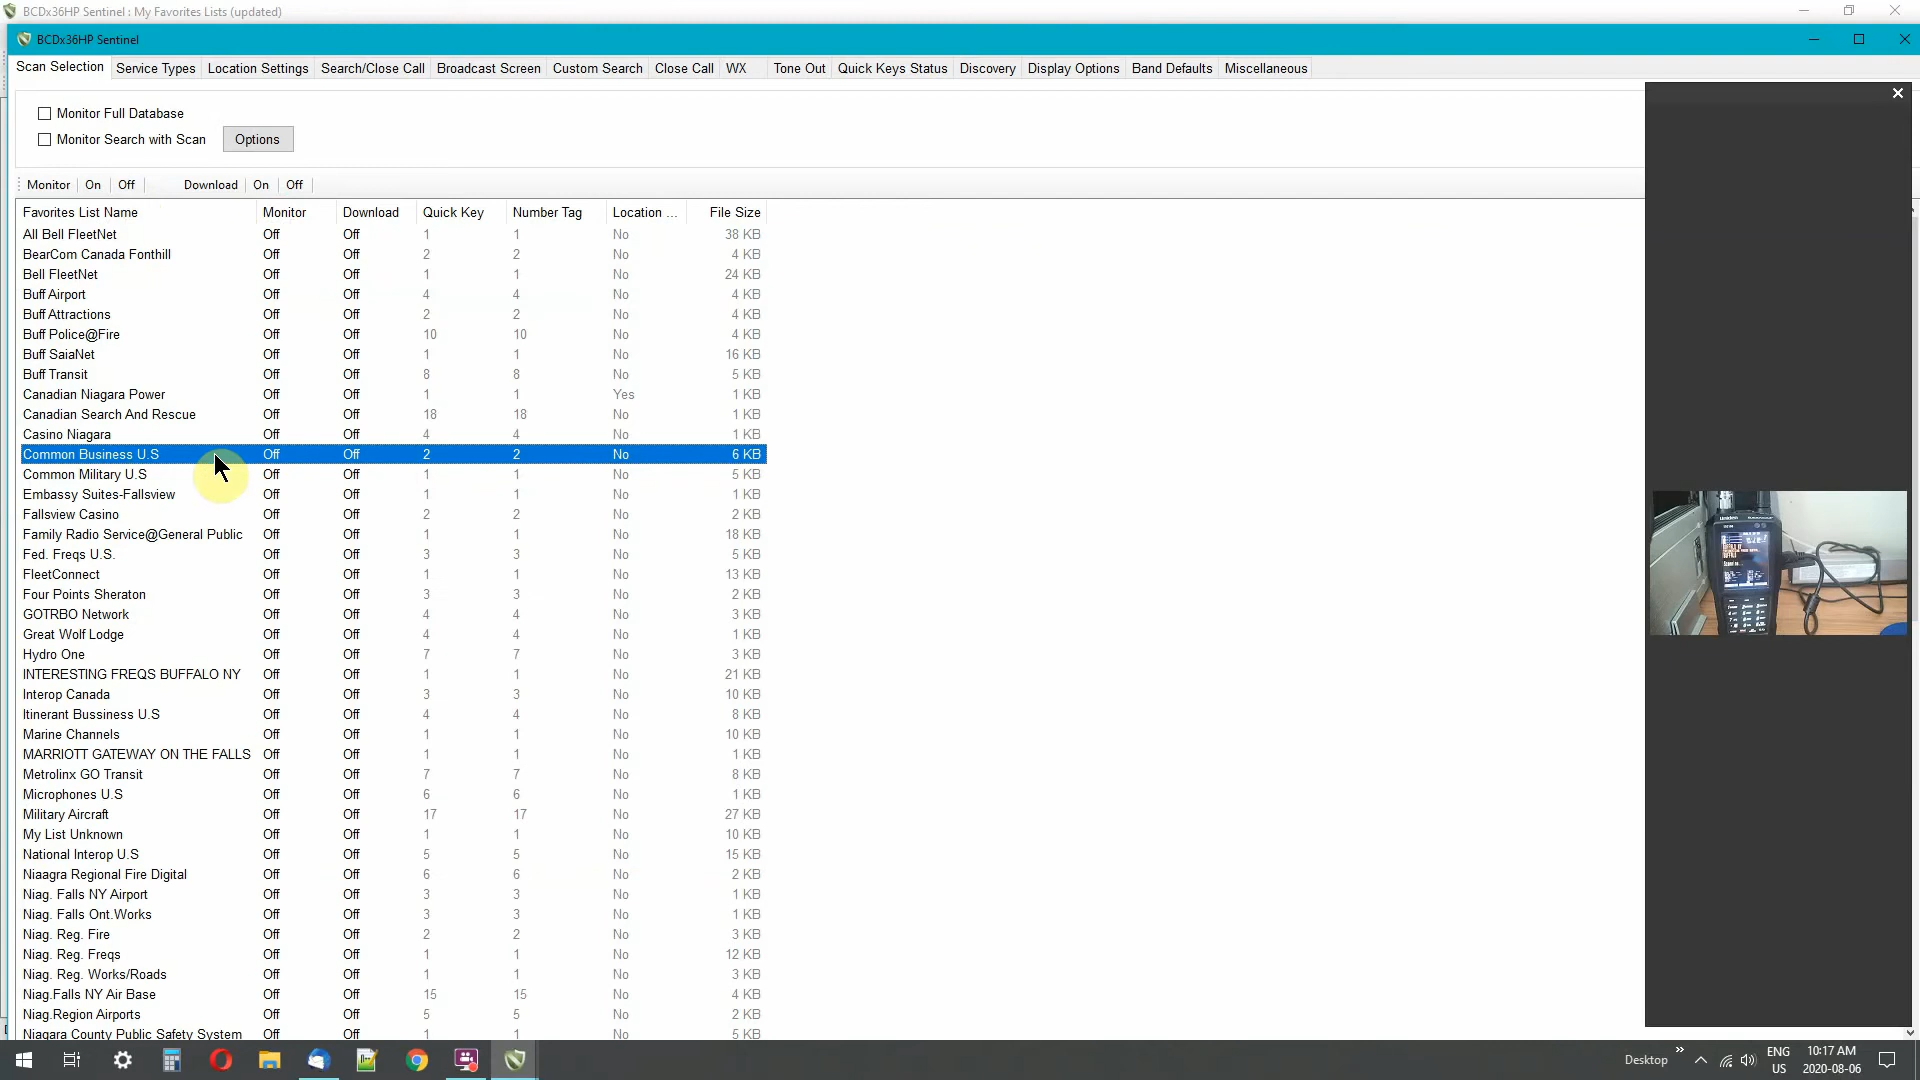 BCDx36HP Sentinel : My Favorites Lists (updated)
BCDx36HP Sentinel
Scan Selection Service Types Location Settings Search/Close Call Broadcast Screen Custom Search Close Call WX Tone Out Quick Keys Status Discovery Display Options Band Defaults Miscellaneous
Monitor Full Database
Monitor Search with Scan Options
Monitor On Off Download On Off
Favorites List Name Monitor Download Quick Key Number Tag Location ... File Size
All Bell FleetNet Off Off 1 1 No 38 KB
BearCom Canada Fonthill Off Off 2 2 No 4 KB
Bell FleetNet Off Off 1 1 No 24 KB
Buff Airport Off Off 4 4 No 4 KB
Buff Attractions Off Off 2 2 No 4 KB
Buff Police@Fire Off Off 10 10 No 4 KB
Buff SaiaNet Off Off 1 1 No 16 KB
Buff Transit Off Off 8 8 No 5 KB
Canadian Niagara Power Off Off 1 1 Yes 1 KB
Canadian Search And Rescue Off Off 18 18 No 1 KB
Casino Niagara Off Off 4 4 No 1 KB
Common Business U.S Off Off 2 2 No 6 KB
Common Military U.S Off Off 1 1 No 5 KB
Embassy Suites-Fallsview Off Off 1 1 No 1 KB
Fallsview Casino Off Off 2 2 No 2 KB
Family Radio Service@General Public Off Off 1 1 No 18 KB
Fed. Freqs U.S. Off Off 3 3 No 5 KB
FleetConnect Off Off 1 1 No 13 KB
Four Points Sheraton Off Off 3 3 No 2 KB
GOTRBO Network Off Off 4 4 No 3 KB
Great Wolf Lodge Off Off 4 4 No 1 KB
Hydro One Off Off 7 7 No 3 KB
INTERESTING FREQS BUFFALO NY Off Off 1 1 No 21 KB
Interop Canada Off Off 3 3 No 10 KB
Itinerant Bussiness U.S Off Off 4 4 No 8 KB
Marine Channels Off Off 1 1 No 10 KB
MARRIOTT GATEWAY ON THE FALLS Off Off 1 1 No 1 KB
Metrolinx GO Transit Off Off 7 7 No 8 KB
Microphones U.S Off Off 6 6 No 1 KB
Military Aircraft Off Off 17 17 No 27 KB
My List Unknown Off Off 1 1 No 10 KB
National Interop U.S Off Off 5 5 No 15 KB
Niaagra Regional Fire Digital Off Off 6 6 No 2 KB
Niag. Falls NY Airport Off Off 3 3 No 1 KB
Niag. Falls Ont.Works Off Off 3 3 No 1 KB
Niag. Reg. Fire Off Off 2 2 No 3 KB
Niag. Reg. Freqs Off Off 1 1 No 12 KB
Niag. Reg. Works/Roads Off Off 1 1 No 3 KB
Niag.Falls NY Air Base Off Off 15 15 No 4 KB
Niag.Region Airports Off Off 5 5 No 2 KB
Niagara County Public Safety System Off Off 1 1 No 5 KB
Desktop
ENG
US
10:17 AM
2020-08-06